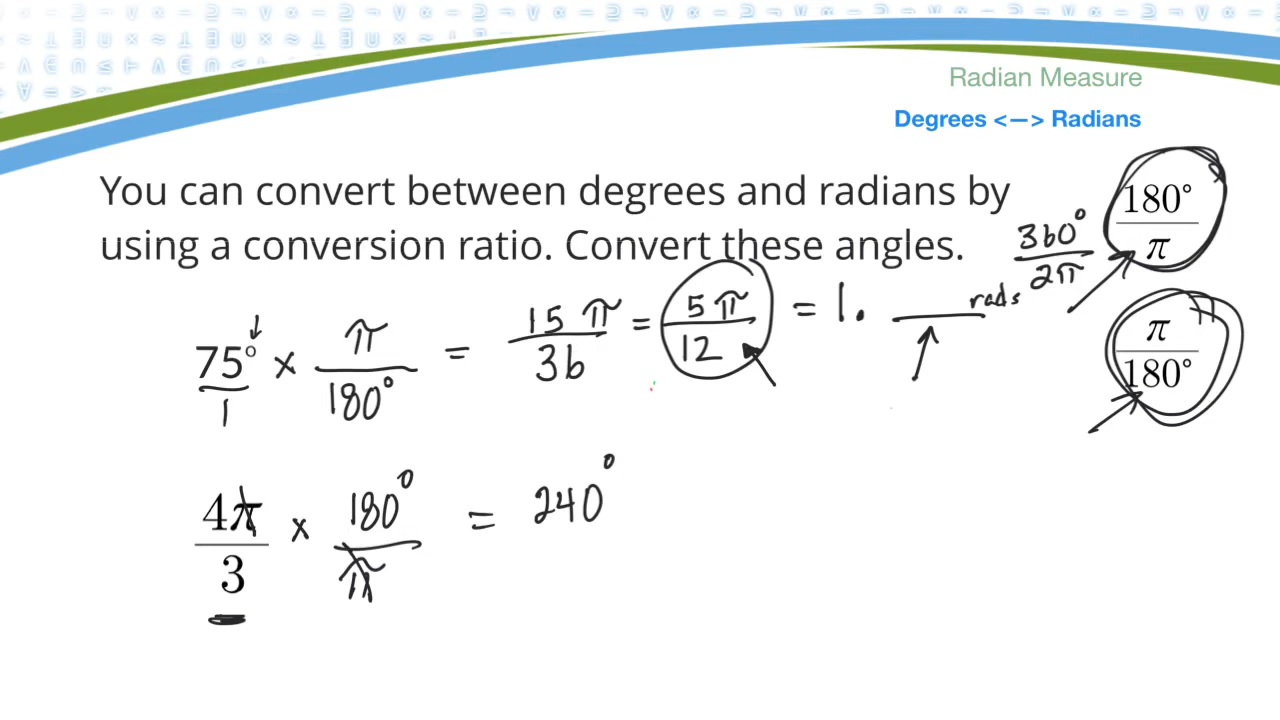 Radian Measure
Degrees <—> Radians
You can convert between degrees and radians by
using a conversion ratio. Convert these angles.
180°/π
360°/2π
π/180°
75°/1 × π/180° = 15π/36 = 5π/12 = 1. ____ rads
4π/3 × 180°/π = 240°